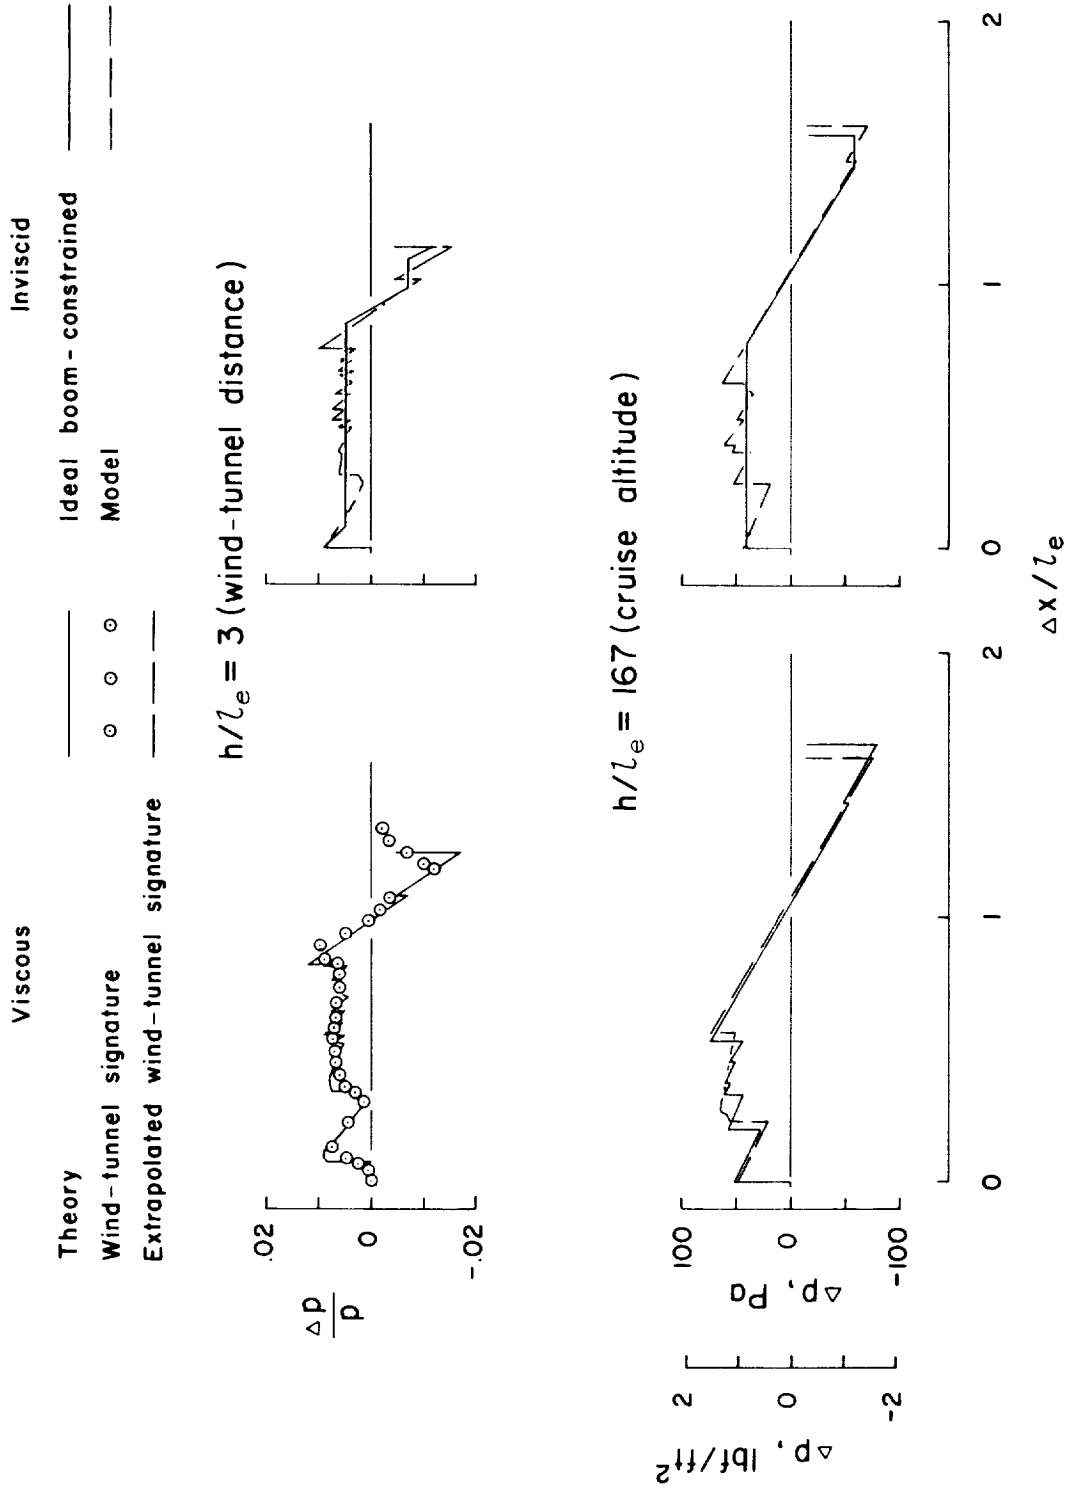 Viscous
Inviscid
Theory
Wind-tunnel signature
Extrapolated wind-tunnel signature
Ideal boom-constrained
Model
h/le = 3 (wind-tunnel distance)
Δp
p
.02
0
-.02
h/le = 167 (cruise altitude)
Δp, lbf/ft²
2
0
-2
Δp, Pa
100
0
-100
0
1
2
0
1
2
Δx/le